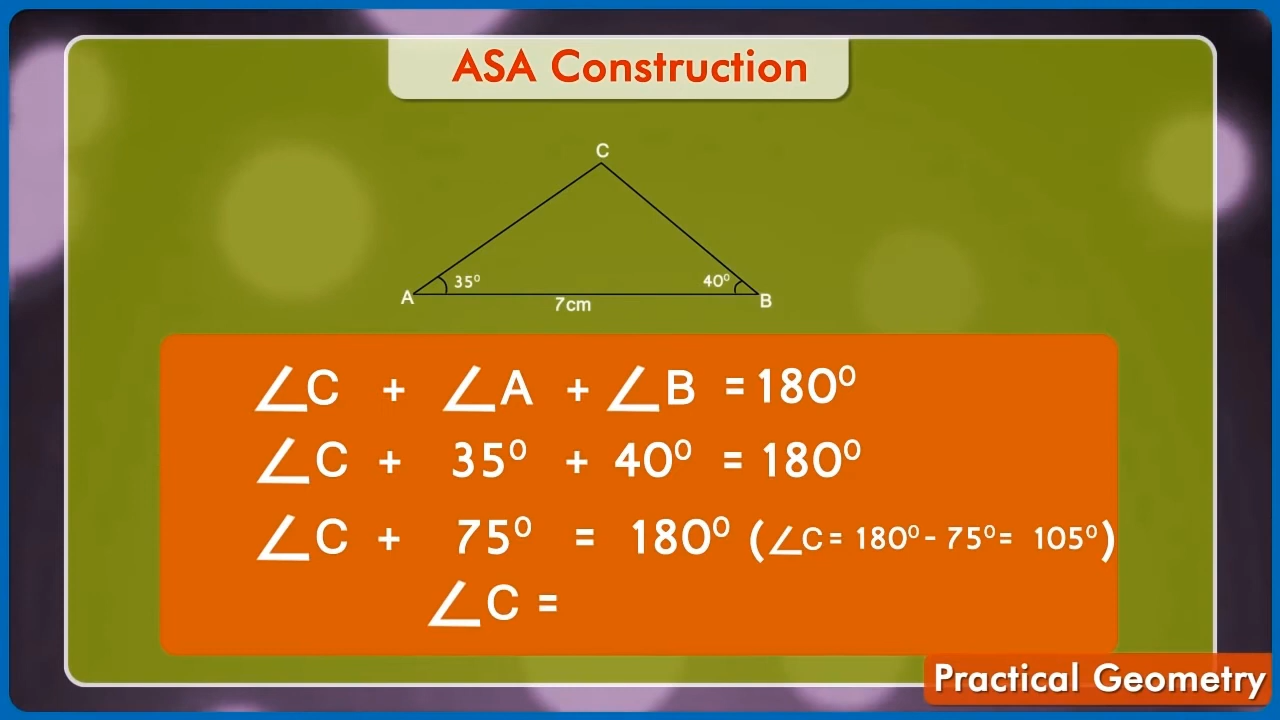 ASA Construction
C
35⁰ 40⁰
A B
7cm
∠C + ∠A + ∠B = 180⁰
∠C + 35⁰ + 40⁰ = 180⁰
∠C + 75⁰ = 180⁰ (∠C = 180⁰ - 75⁰ = 105⁰)
∠C =
Practical Geometry